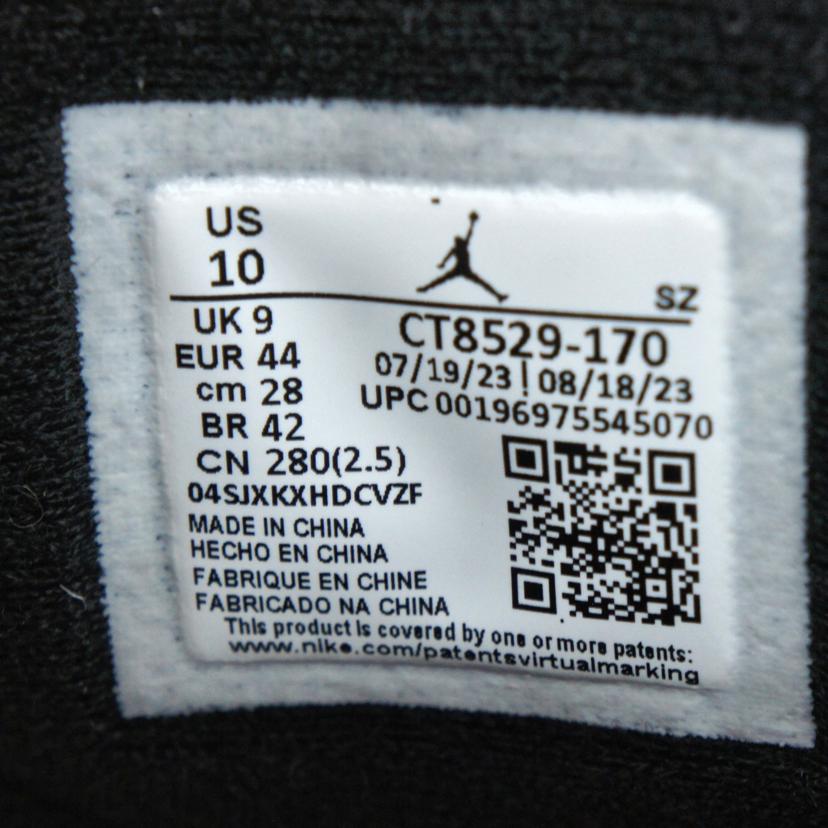 US
10
SZ
UK 9
EUR 44
cm 28
BR 42
CN 280(2.5)
04SJXKXHDCVZF
CT8529-170
07/19/23 | 08/18/23
UPC 00196975545070
MADE IN CHINA
HECHO EN CHINA
FABRIQUE EN CHINE
FABRICADO NA CHINA
This product is covered by one or more patents:
www.nike.com/patentsvirtualmarking